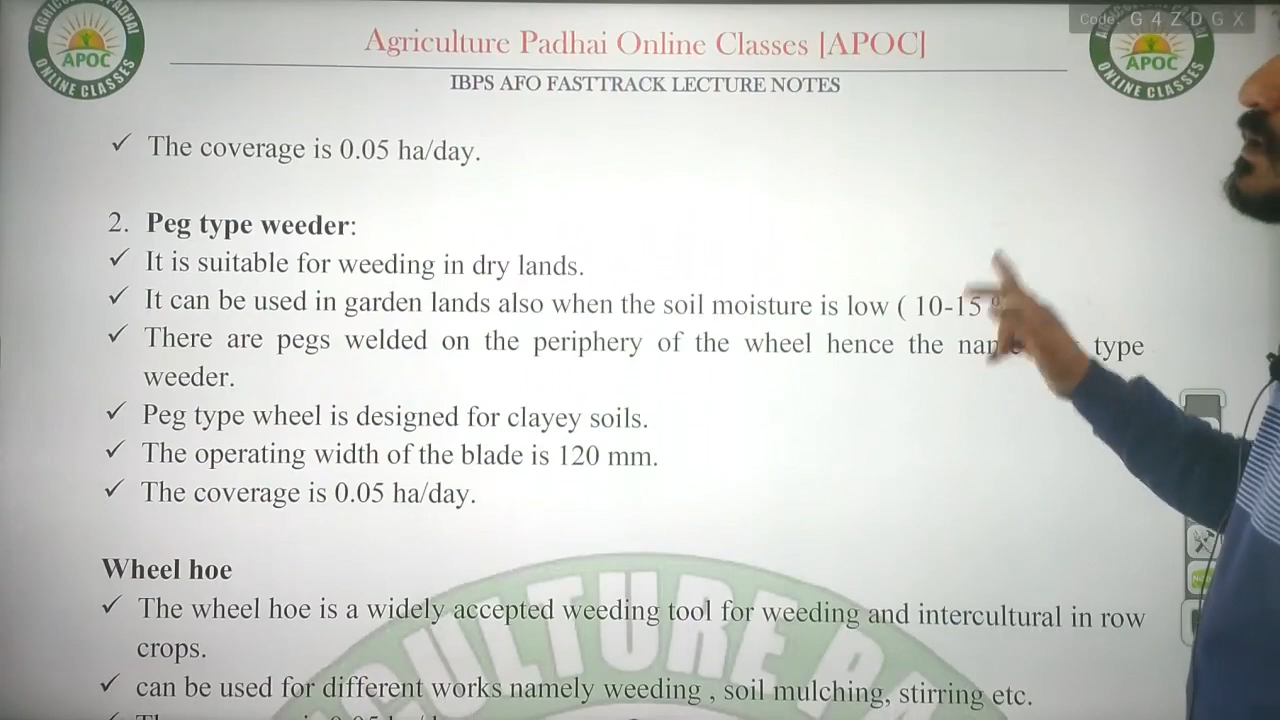 Code: G 4 Z D G X
AGRICULTURE PADHAI
APOC
ONLINE CLASSES
Agriculture Padhai Online Classes [APOC]
IBPS AFO FASTTRACK LECTURE NOTES
APOC
ONLINE CLASSES
✓ The coverage is 0.05 ha/day.
2. Peg type weeder:
✓ It is suitable for weeding in dry lands.
✓ It can be used in garden lands also when the soil moisture is low ( 10-15
✓ There are pegs welded on the periphery of the wheel hence the type
weeder.
✓ Peg type wheel is designed for clayey soils.
✓ The operating width of the blade is 120 mm.
✓ The coverage is 0.05 ha/day.
Wheel hoe
✓ The wheel hoe is a widely accepted weeding tool for weeding and intercultural in row
crops.
✓ can be used for different works namely weeding , soil mulching, stirring etc.